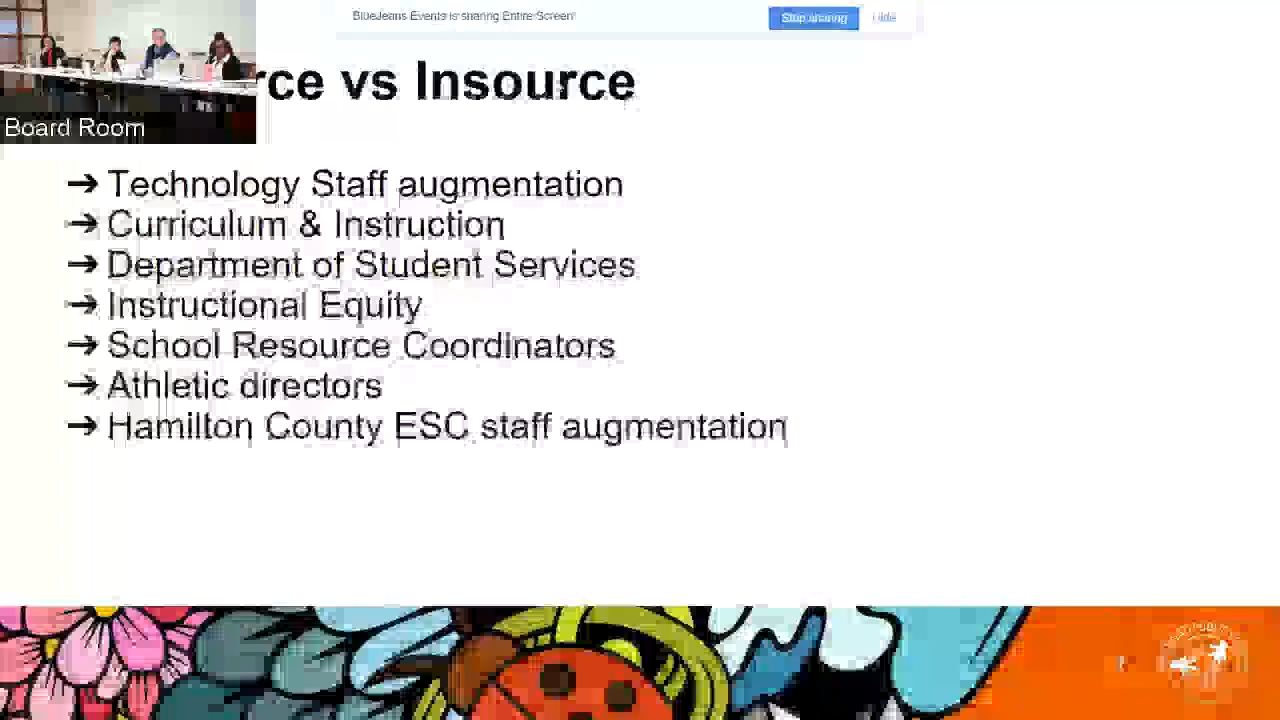 BlueJeans Events is sharing Entire Screen
Stop sharing
Hide
rce vs Insource
Board Room
➔ Technology Staff augmentation
➔ Curriculum & Instruction
➔ Department of Student Services
➔ Instructional Equity
➔ School Resource Coordinators
➔ Athletic directors
➔ Hamilton County ESC staff augmentation